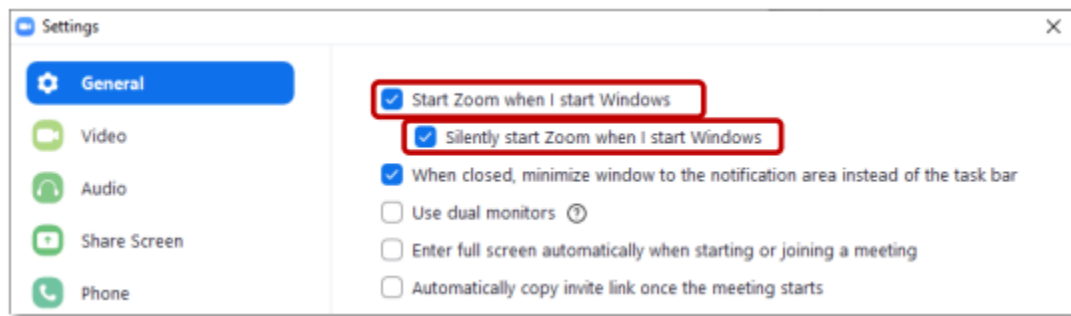 Settings
General
Video
Audio
Share Screen
Phone
Start Zoom when I start Windows
Silently start Zoom when I start Windows
When closed, minimize window to the notification area instead of the task bar
Use dual monitors ?
Enter full screen automatically when starting or joining a meeting
Automatically copy invite link once the meeting starts